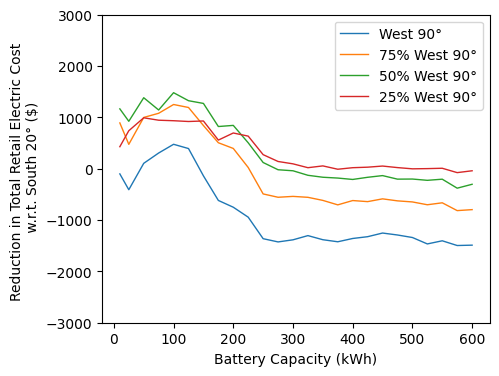 3000
2000
1000
0
−1000
−2000
−3000
Reduction in Total Retail Electric Cost
w.r.t. South 20° ($)
West 90°
75% West 90°
50% West 90°
25% West 90°
0 100 200 300 400 500 600
Battery Capacity (kWh)